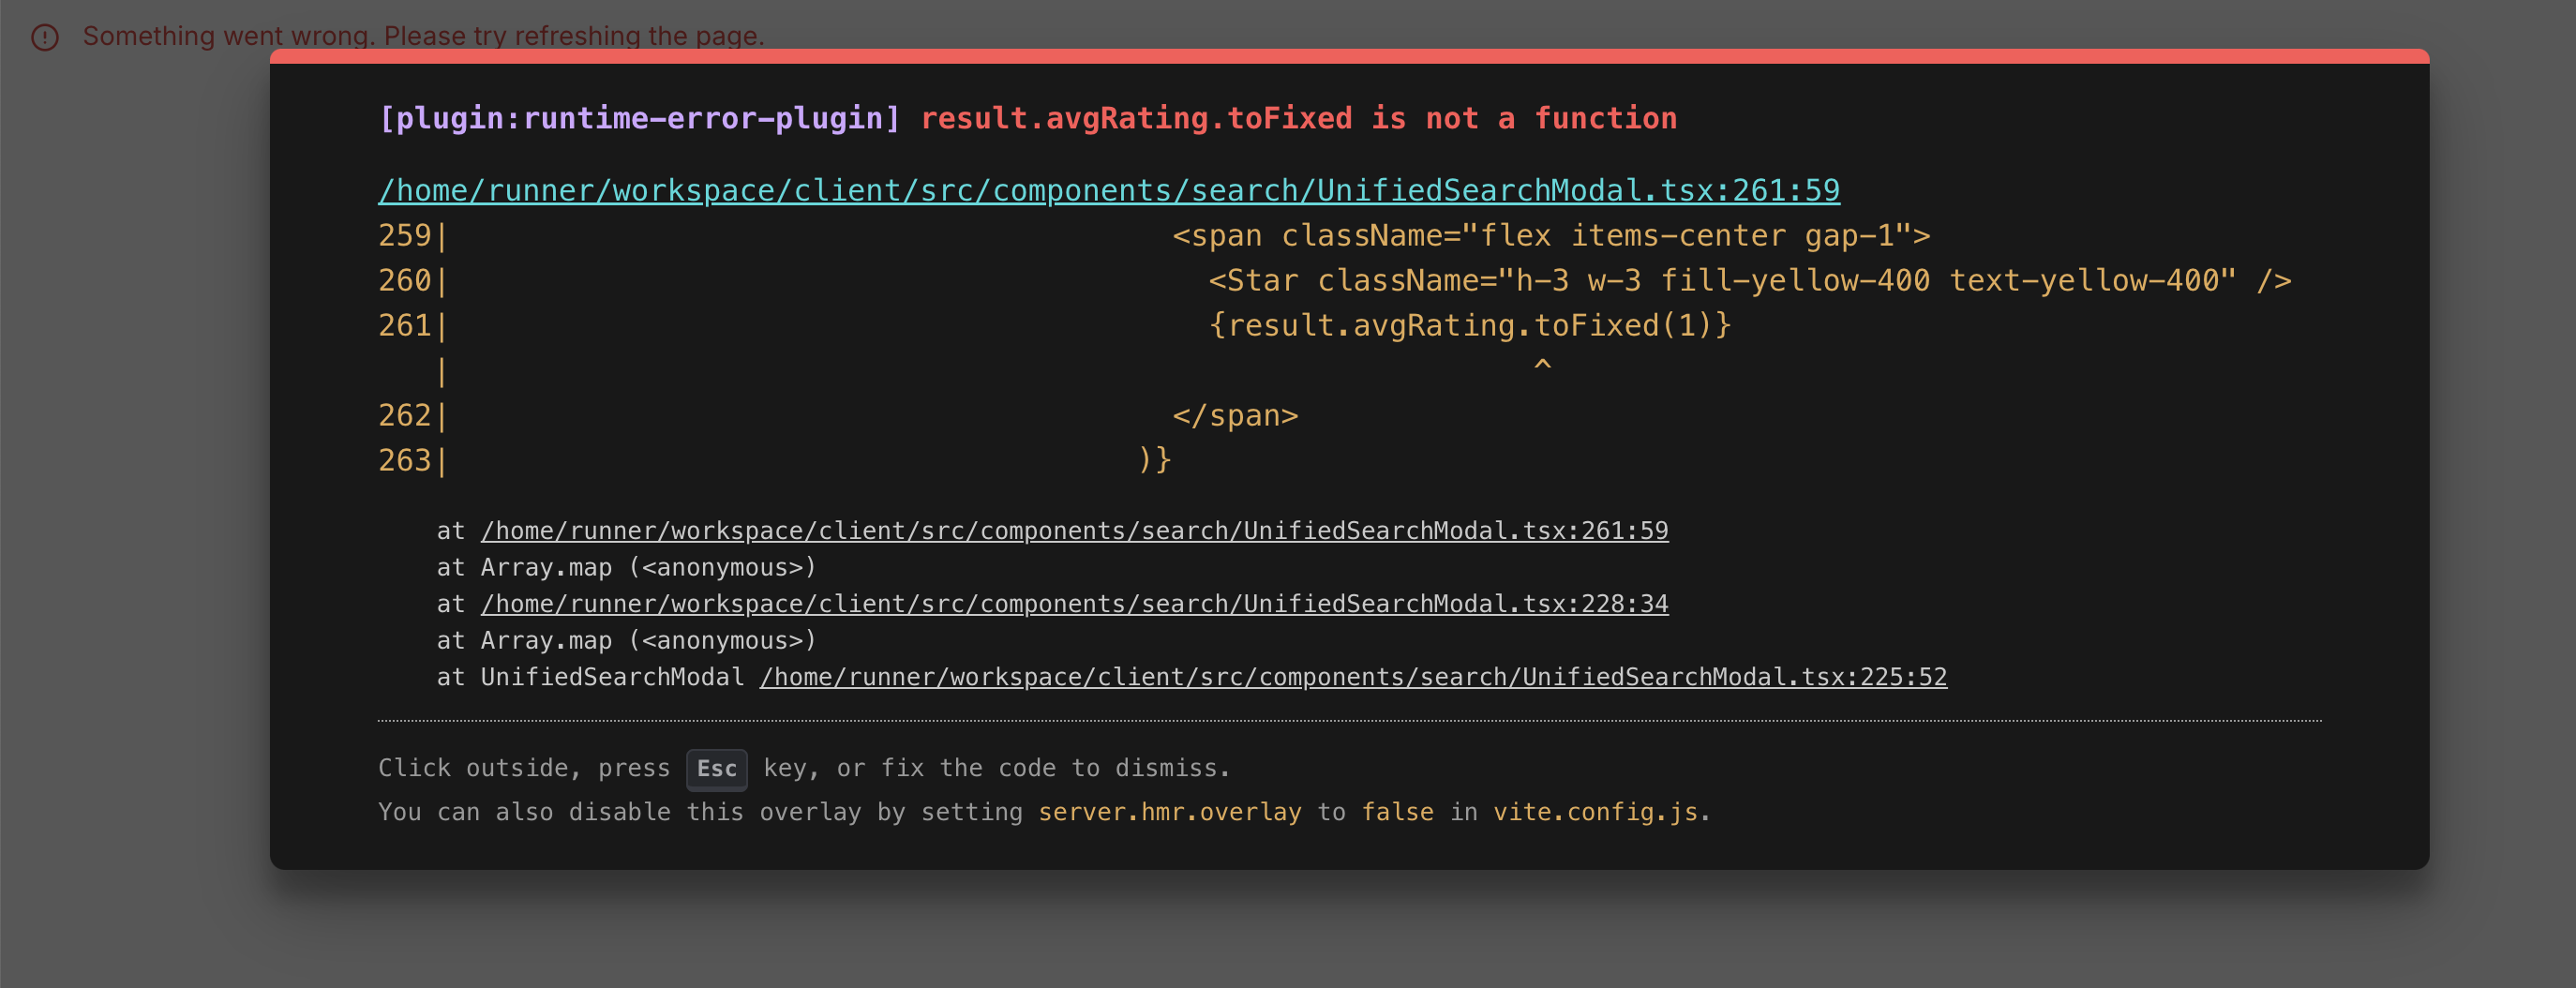 Something went wrong. Please try refreshing the page.
[plugin:runtime-error-plugin] result.avgRating.toFixed is not a function
/home/runner/workspace/client/src/components/search/UnifiedSearchModal.tsx:261:59
259|                                        <span className="flex items-center gap-1">
260|                                          <Star className="h-3 w-3 fill-yellow-400 text-yellow-400" />
261|                                          {result.avgRating.toFixed(1)}
   |                                                            ^
262|                                        </span>
263|                                      )}
    at /home/runner/workspace/client/src/components/search/UnifiedSearchModal.tsx:261:59
    at Array.map (<anonymous>)
    at /home/runner/workspace/client/src/components/search/UnifiedSearchModal.tsx:228:34
    at Array.map (<anonymous>)
    at UnifiedSearchModal /home/runner/workspace/client/src/components/search/UnifiedSearchModal.tsx:225:52
Click outside, press Esc key, or fix the code to dismiss.
You can also disable this overlay by setting server.hmr.overlay to false in vite.config.js.